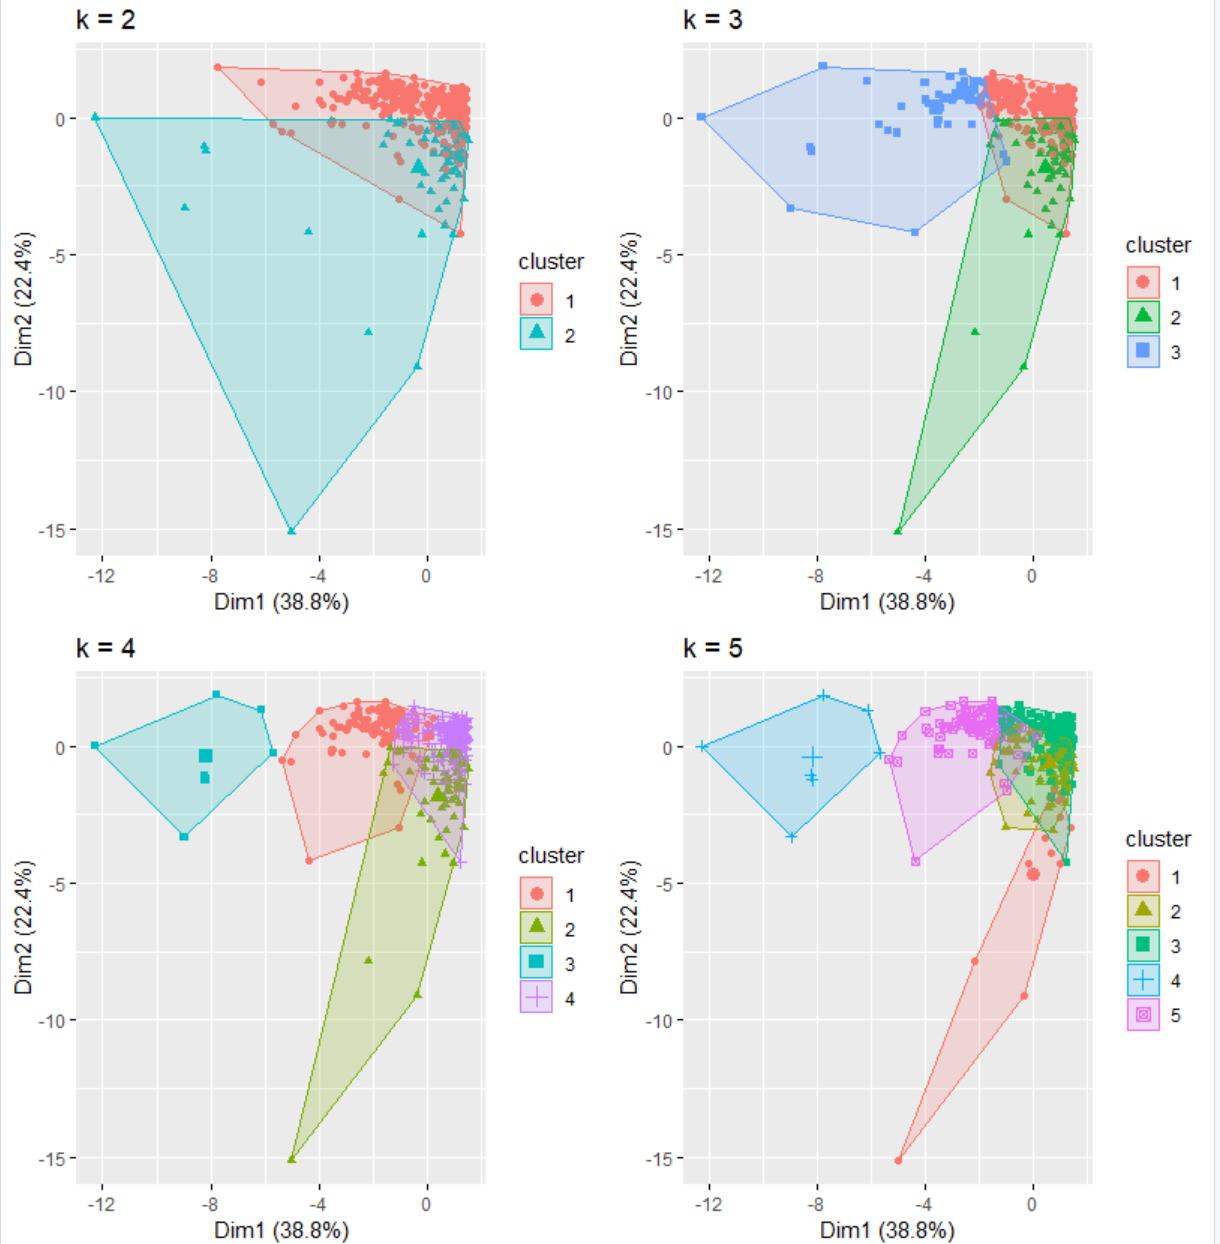 k = 2
0
-5
-10
-15
Dim2 (22.4%)
-12 -8 -4 0
Dim1 (38.8%)
cluster
1
2
k = 3
0
-5
-10
-15
Dim2 (22.4%)
-12 -8 -4 0
Dim1 (38.8%)
cluster
1
2
3
k = 4
0
-5
-10
-15
Dim2 (22.4%)
-12 -8 -4 0
Dim1 (38.8%)
cluster
1
2
3
4
k = 5
0
-5
-10
-15
Dim2 (22.4%)
-12 -8 -4 0
Dim1 (38.8%)
cluster
1
2
3
4
5